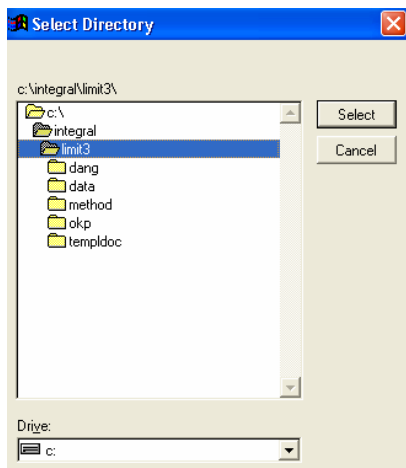 Select Directory
c:\integral\limit3\
c:\
Select
integral
limit3
Cancel
dang
data
method
okp
templdoc
Drive:
c: